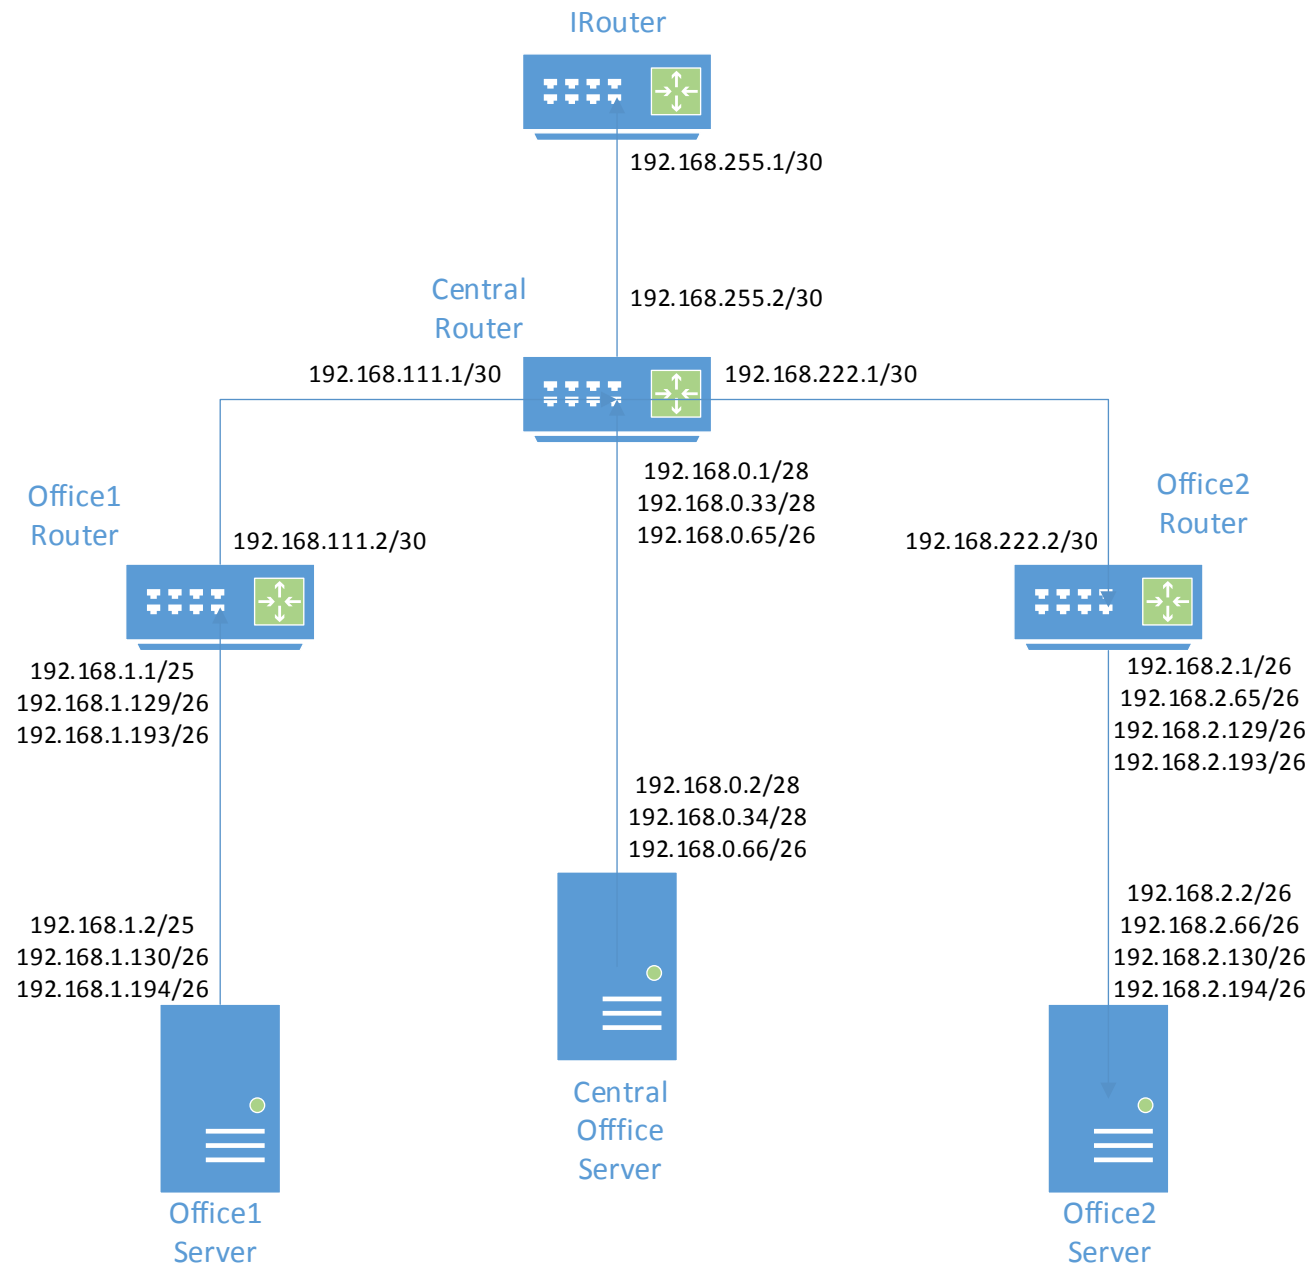 IRouter
192.168.255.1/30
Central
Router
192.168.255.2/30
192.168.111.1/30
192.168.222.1/30
192.168.0.1/28
192.168.0.33/28
192.168.0.65/26
Office1
Router
192.168.111.2/30
Office2
Router
192.168.222.2/30
192.168.1.1/25
192.168.1.129/26
192.168.1.193/26
192.168.2.1/26
192.168.2.65/26
192.168.2.129/26
192.168.2.193/26
192.168.0.2/28
192.168.0.34/28
192.168.0.66/26
192.168.1.2/25
192.168.1.130/26
192.168.1.194/26
192.168.2.2/26
192.168.2.66/26
192.168.2.130/26
192.168.2.194/26
Central
Offfice
Server
Office1
Server
Office2
Server